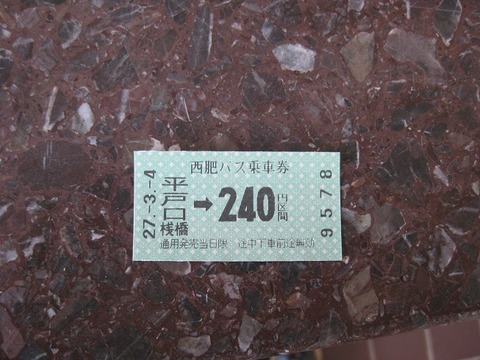 西肥バス乗車券
27.-3.-4
平戸口
桟橋
→240円区間
通用発売当日限 途中下車前途無効
9578